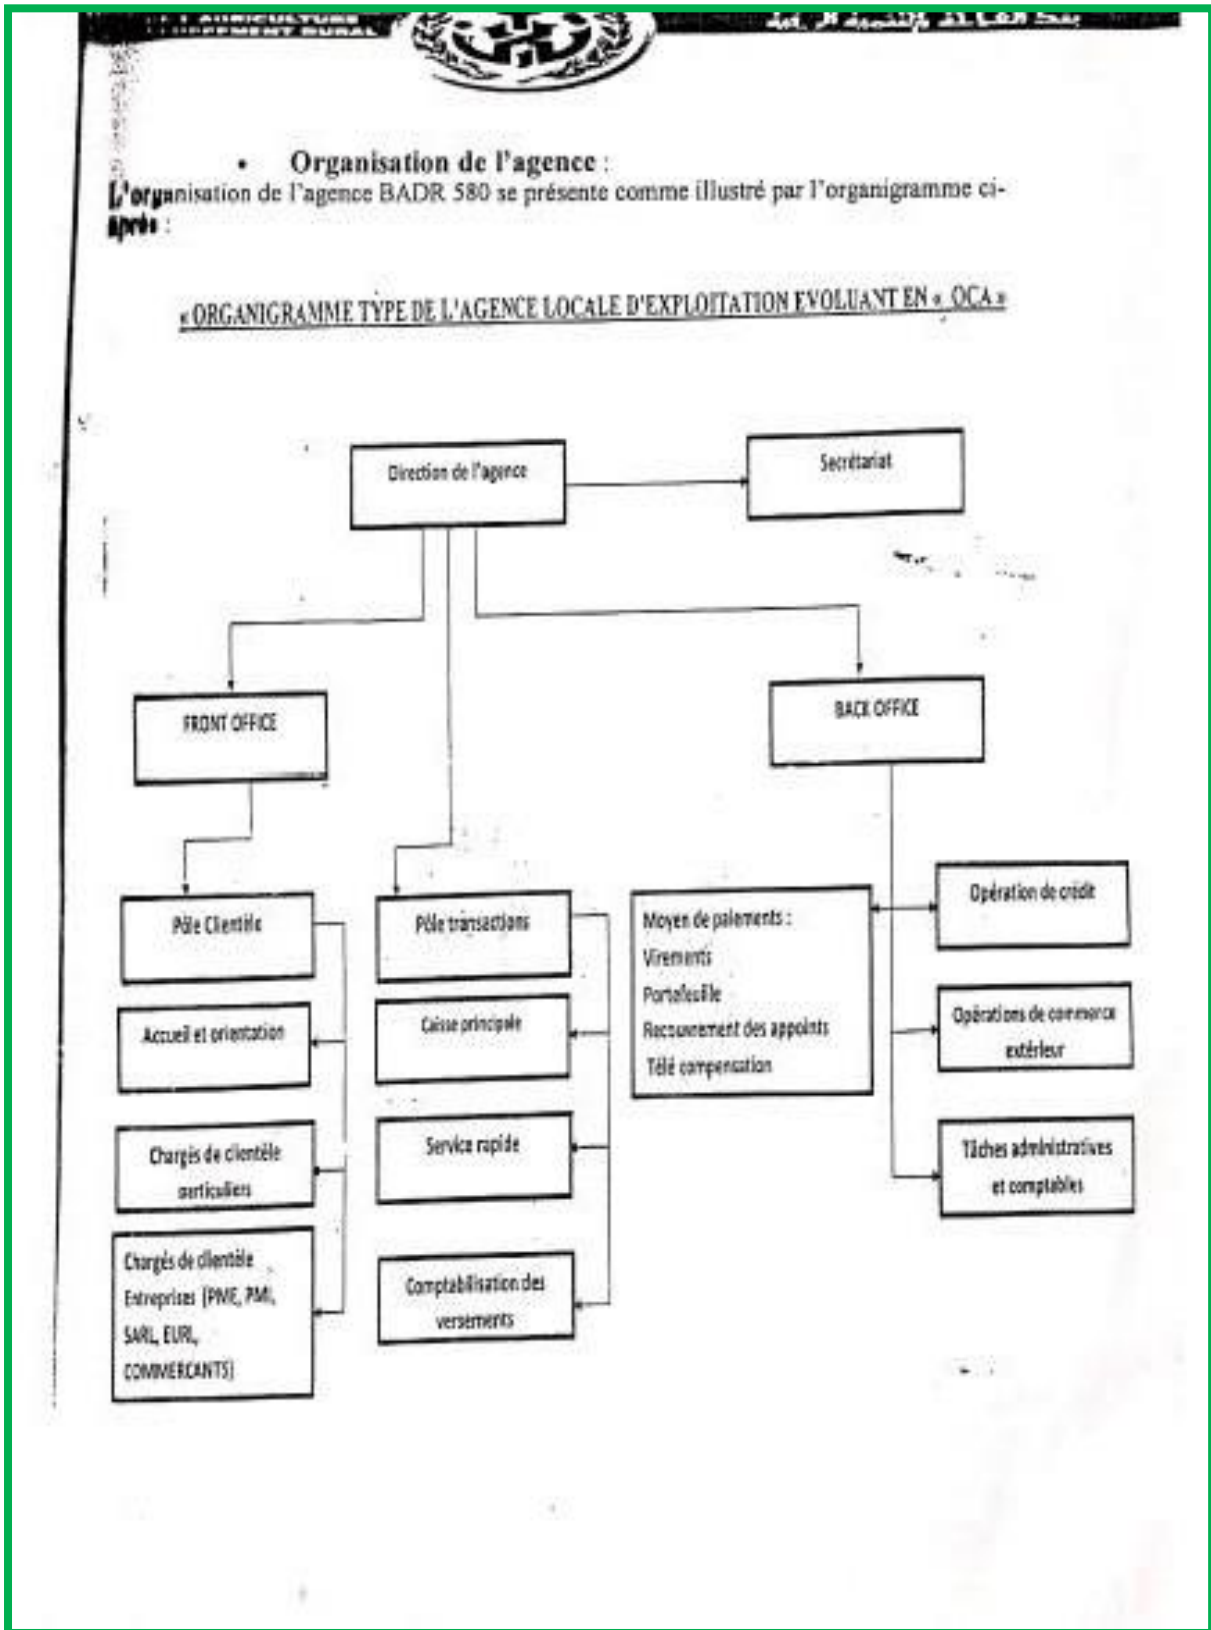 AGRICULTURE
RURAL
• Organisation de l'agence :
L'organisation de l'agence BADR 580 se présente comme illustré par l'organigramme ci-
après :
« ORGANIGRAMME TYPE DE L'AGENCE LOCALE D'EXPLOITATION EVOLUANT EN « OCA »
Direction de l'agence
Secrétariat
FRONT OFFICE
BACK OFFICE
Pôle Clientèle
Accueil et orientation
Chargés de clientèle
particuliers
Chargés de clientèle
Entreprises (PME, PMI,
SARL, EURL,
COMMERCANTS)
Pôle transactions
Caisse principale
Service rapide
Comptabilisation des
versements
Moyen de paiements :
Virements
Portefeuille
Recouvrement des appoints
Télé compensation
Opération de crédit
Opérations de commerce
extérieur
Tâches administratives
et comptables